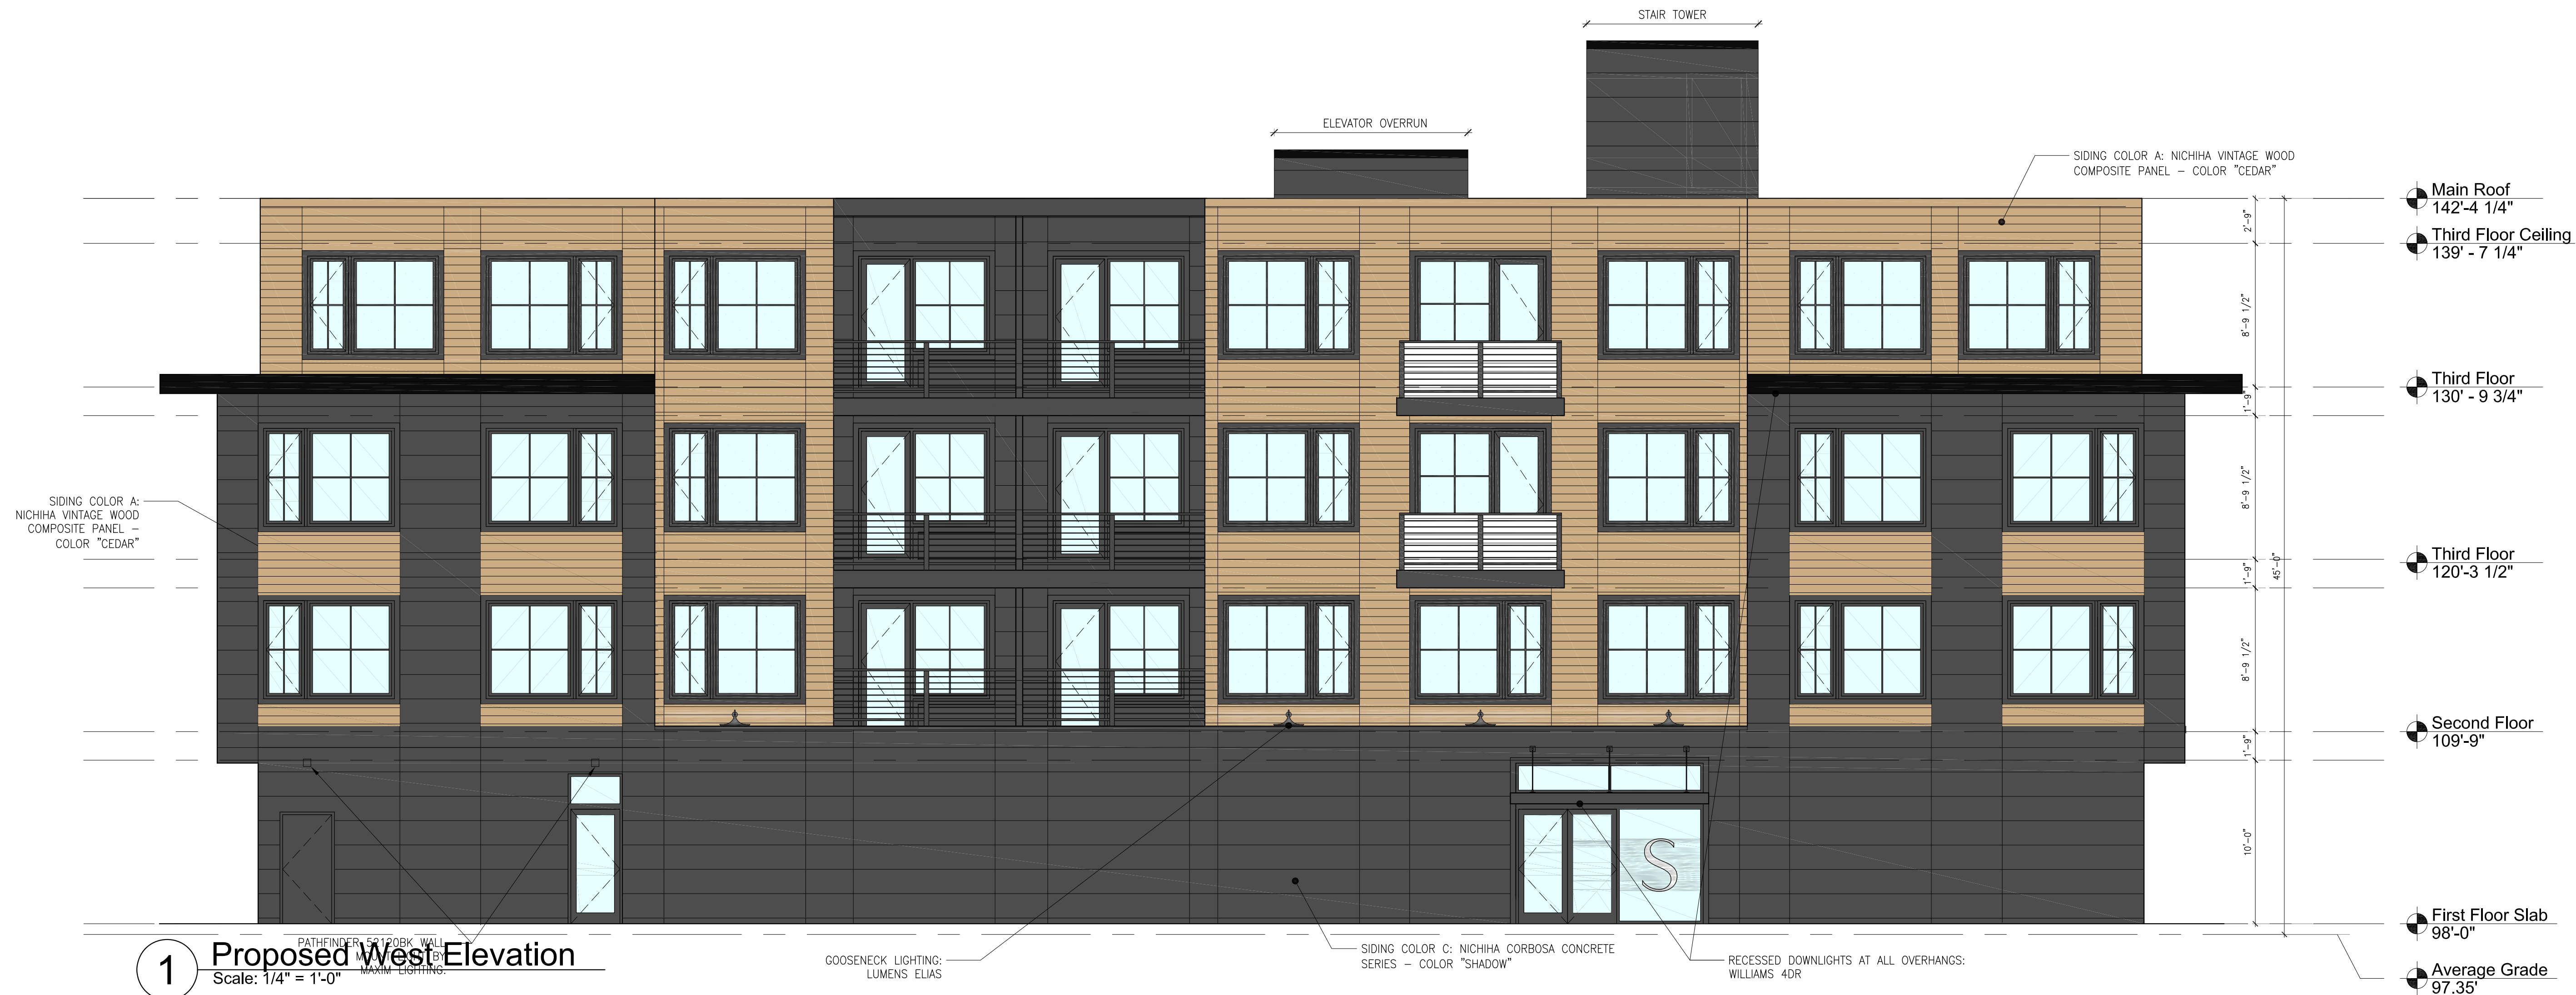 STAIR TOWER
ELEVATOR OVERRUN
SIDING COLOR A: NICHIHA VINTAGE WOOD
COMPOSITE PANEL – COLOR "CEDAR"
Main Roof
142'-4 1/4"
2'-9"
Third Floor Ceiling
139' - 7 1/4"
8'-9 1/2"
Third Floor
130' - 9 3/4"
1'-9"
8'-9 1/2"
SIDING COLOR A:
NICHIHA VINTAGE WOOD
COMPOSITE PANEL –
COLOR "CEDAR"
Third Floor
120'-3 1/2"
1'-9"
45'-0"
8'-9 1/2"
Second Floor
109'-9"
1'-9"
10'-0"
S
First Floor Slab
98'-0"
Average Grade
97.35'
1
Proposed West Elevation
Scale: 1/4" = 1'-0"
PATHFINDER 52120BK WALL
MOUNT LIGHT BY
MAXIM LIGHTING.
GOOSENECK LIGHTING:
LUMENS ELIAS
SIDING COLOR C: NICHIHA CORBOSA CONCRETE
SERIES – COLOR "SHADOW"
RECESSED DOWNLIGHTS AT ALL OVERHANGS:
WILLIAMS 4DR